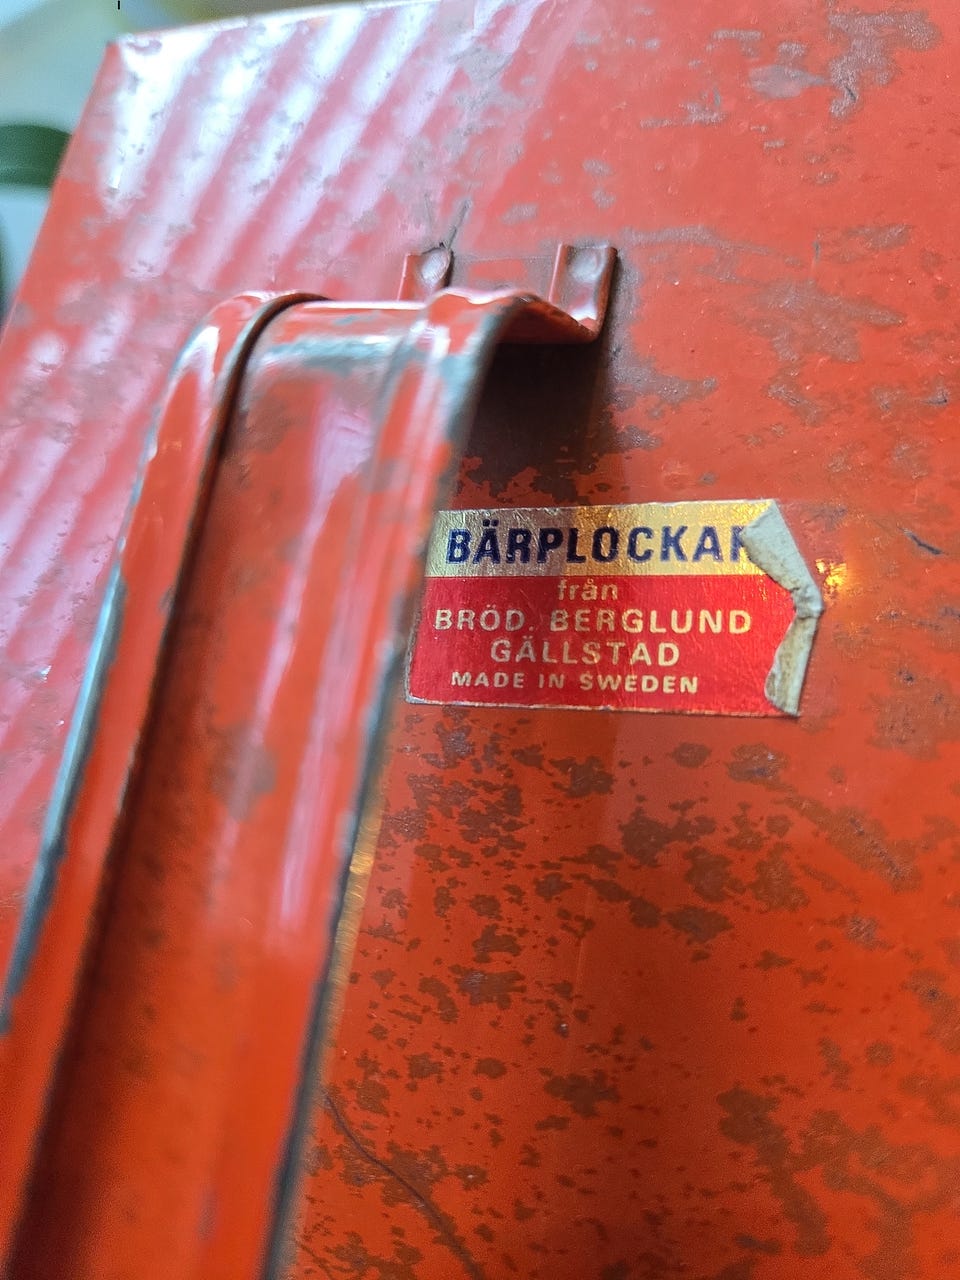 BÄRPLOCKAR
från
BRÖD. BERGLUND
GÄLLSTAD
MADE IN SWEDEN